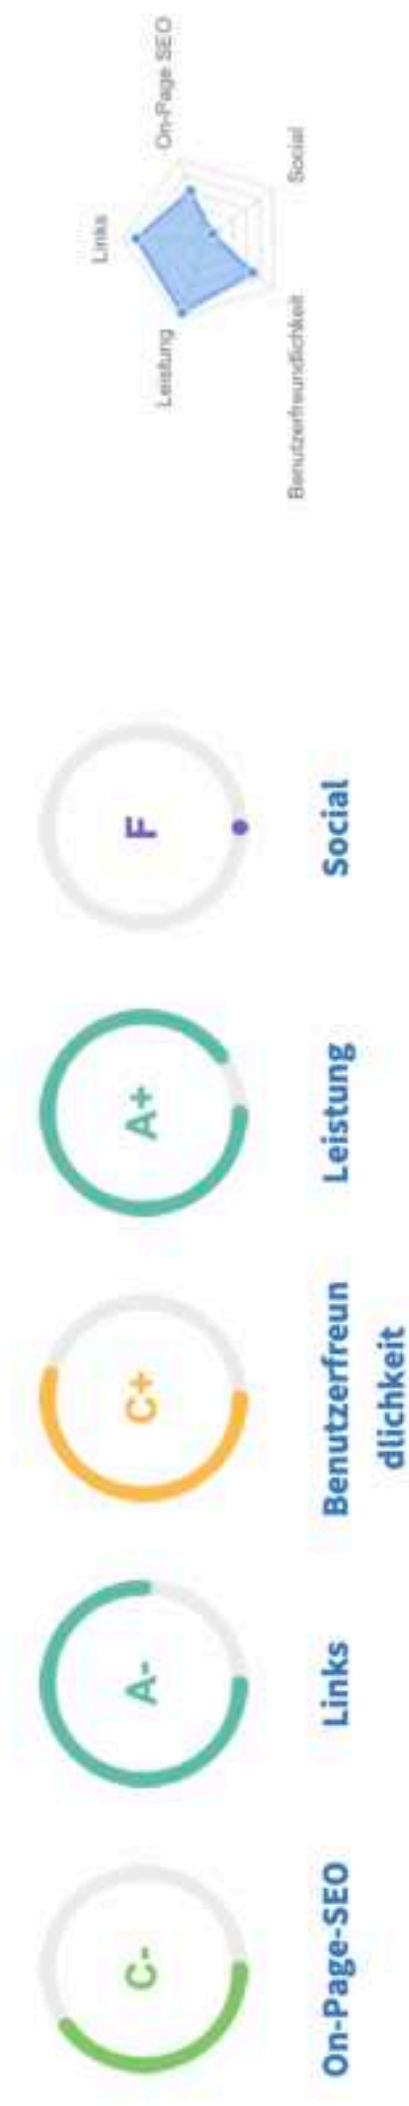 C-
A-
C+
A+
F
On-Page-SEO
Links
Benutzerfreun
dlichkeit
Leistung
Social
Links
On-Page SEO
Leistung
Social
Benutzerfreundlichkeit